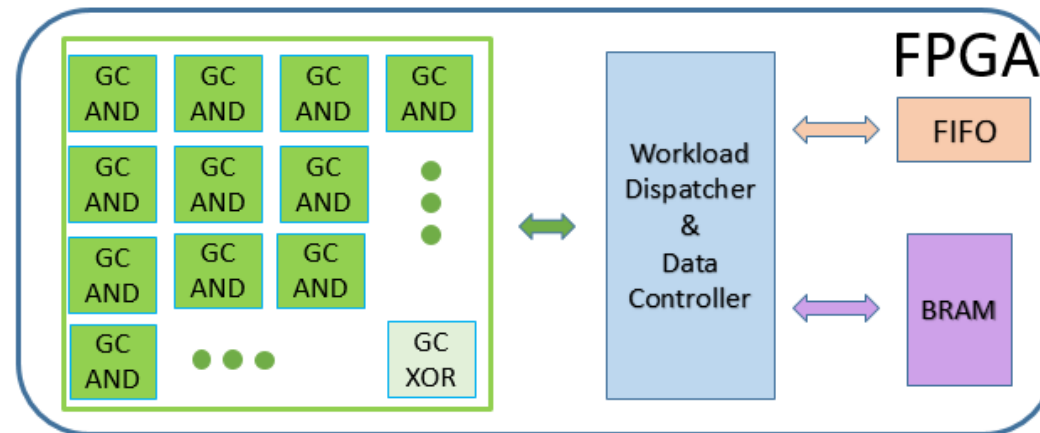 FPGA
GC
AND
GC
AND
GC
AND
GC
AND
GC
AND
GC
AND
GC
AND
GC
AND
GC
AND
GC
AND
GC
AND
GC
XOR
Workload
Dispatcher
&
Data
Controller
FIFO
BRAM